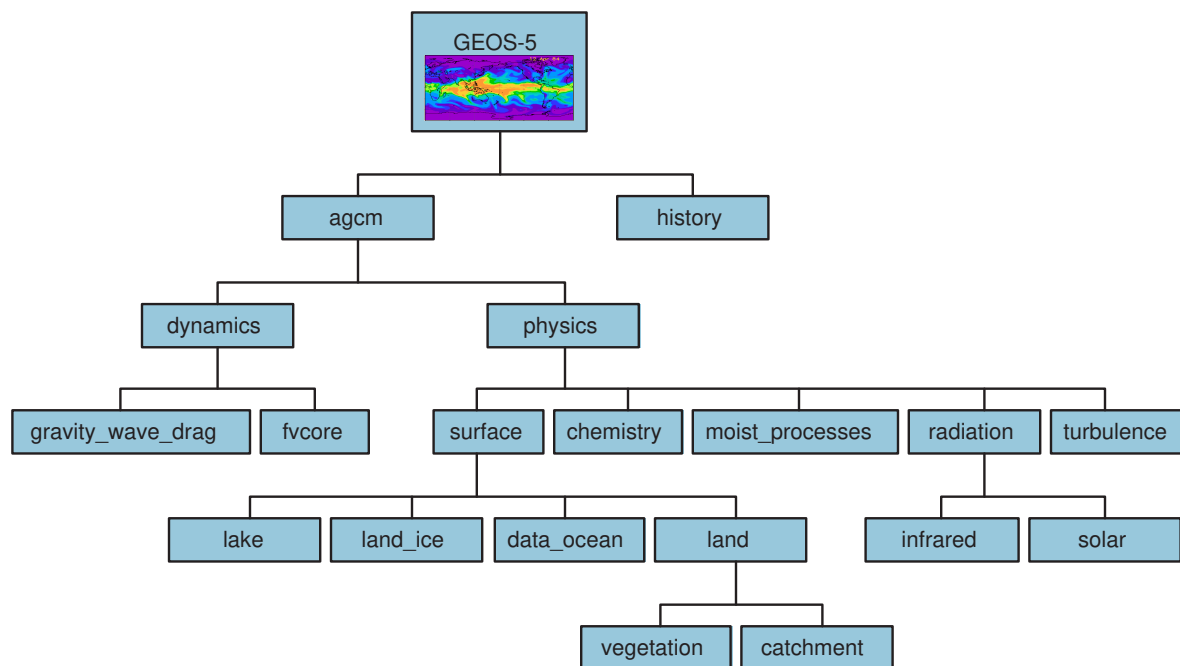 GEOS-5
agcm
history
dynamics
physics
gravity_wave_drag
fvcore
surface
chemistry
moist_processes
radiation
turbulence
lake
land_ice
data_ocean
land
infrared
solar
vegetation
catchment